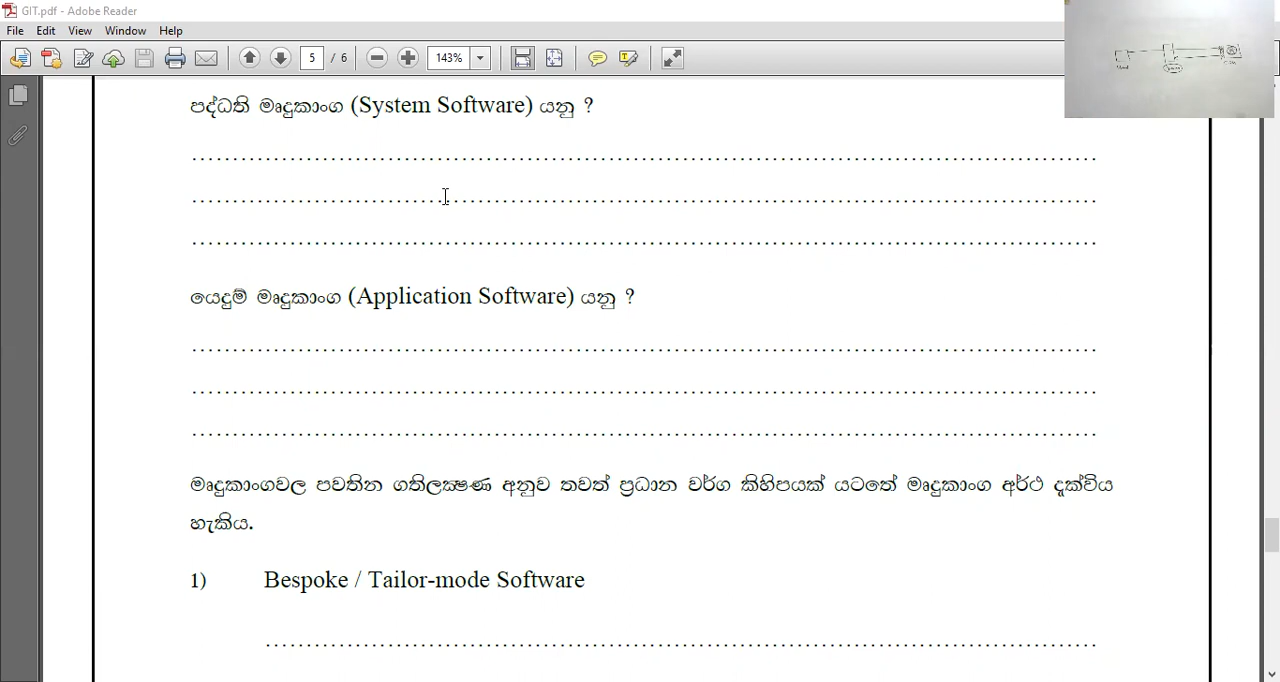 GIT.pdf - Adobe Reader
File Edit View Window Help
5 / 6 143%
පද්ධති මෘදුකාංග (System Software) යනු ?
........................................................................................................
........................................................................................................
........................................................................................................
යෙදුම් මෘදුකාංග (Application Software) යනු ?
........................................................................................................
........................................................................................................
........................................................................................................
මෘදුකාංගවල පවතින ගතිලක්‍ෂණ අනුව තවත් ප්‍රධාන වර්ග කිහිපයක් යටතේ මෘදුකාංග අර්ථ දැක්විය
හැකිය.
1) Bespoke / Tailor-mode Software
................................................................................................